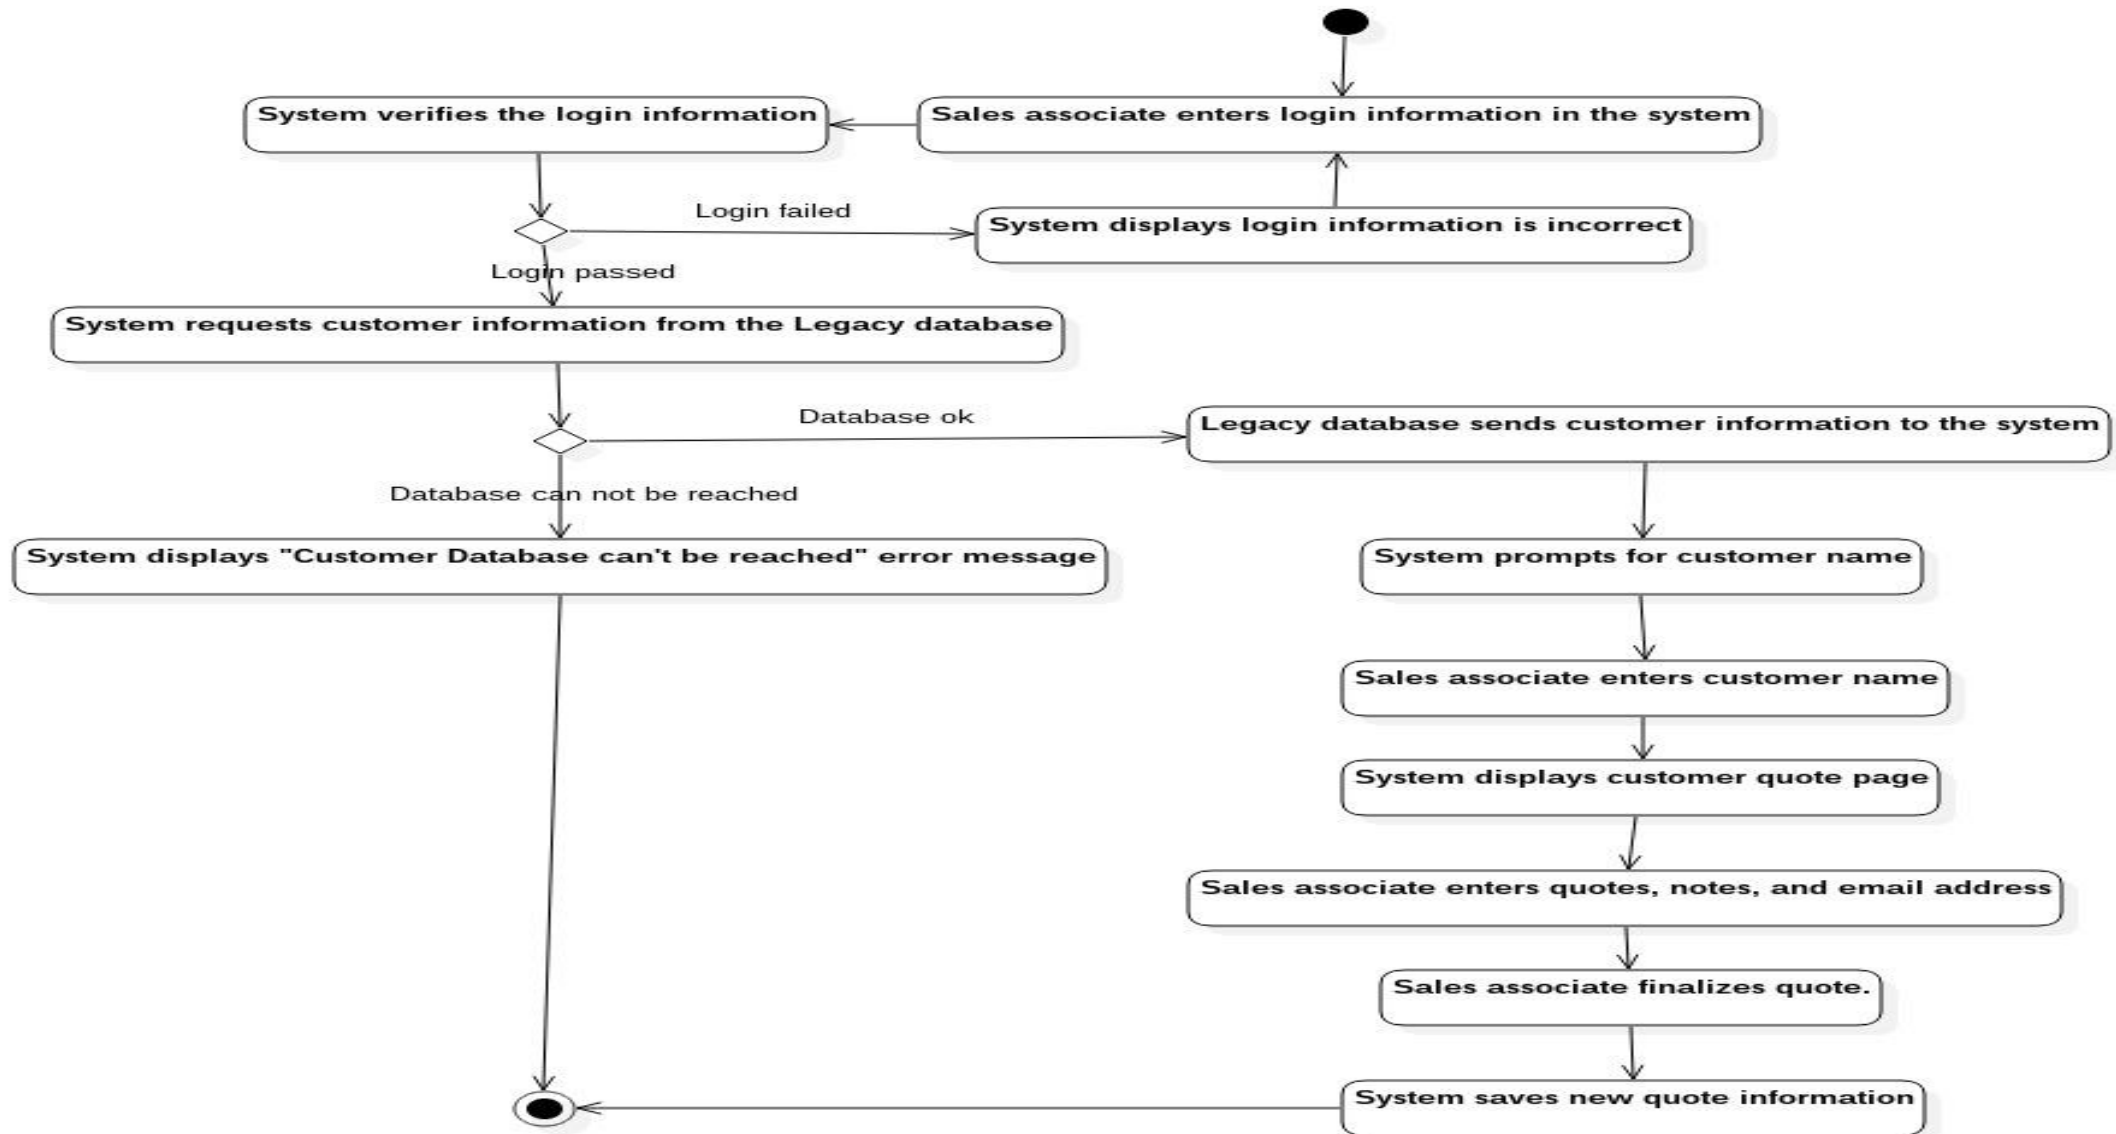 System verifies the login information
Sales associate enters login information in the system
Login failed
System displays login information is incorrect
Login passed
System requests customer information from the Legacy database
Database ok
Legacy database sends customer information to the system
Database can not be reached
System displays "Customer Database can't be reached" error message
System prompts for customer name
Sales associate enters customer name
System displays customer quote page
Sales associate enters quotes, notes, and email address
Sales associate finalizes quote.
System saves new quote information